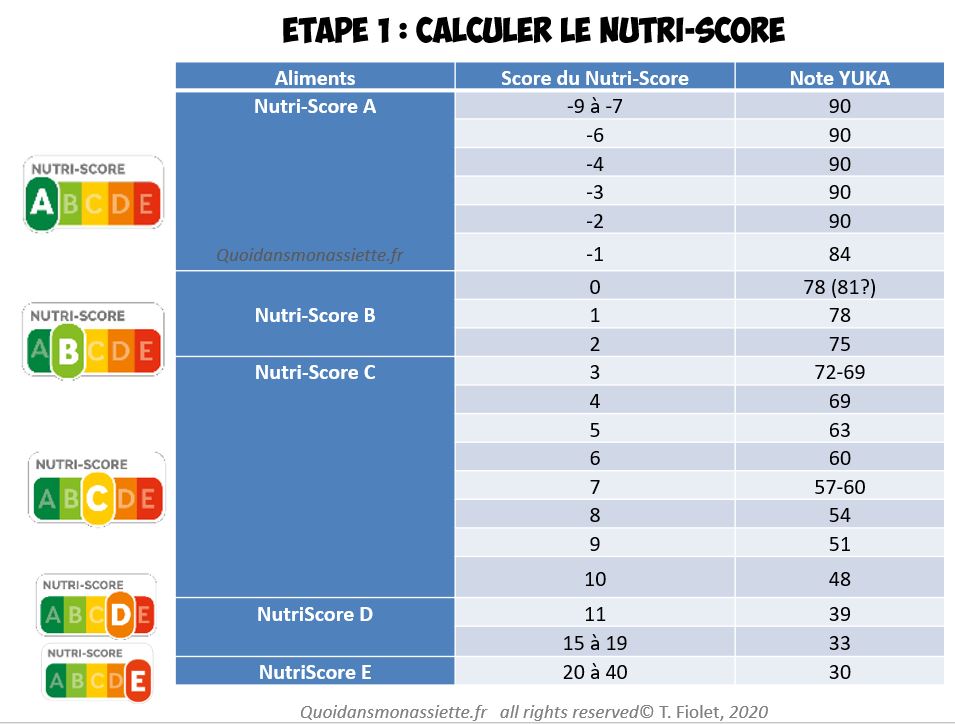 ETAPE 1 : CALCULER LE NUTRI-SCORE
Aliments Score du Nutri-Score Note YUKA
Nutri-Score A -9 à -7 90
-6 90
-4 90
-3 90
-2 90
Quoidansmonassiette.fr -1 84
0 78 (81?)
Nutri-Score B 1 78
2 75
Nutri-Score C 3 72-69
4 69
5 63
6 60
7 57-60
8 54
9 51
10 48
NutriScore D 11 39
15 à 19 33
NutriScore E 20 à 40 30
NUTRI-SCORE
A B C D E
NUTRI-SCORE
A B C D E
NUTRI-SCORE
A B C D E
NUTRI-SCORE
A B C D E
NUTRI-SCORE
A B C D E
Quoidansmonassiette.fr all rights reserved© T. Fiolet, 2020